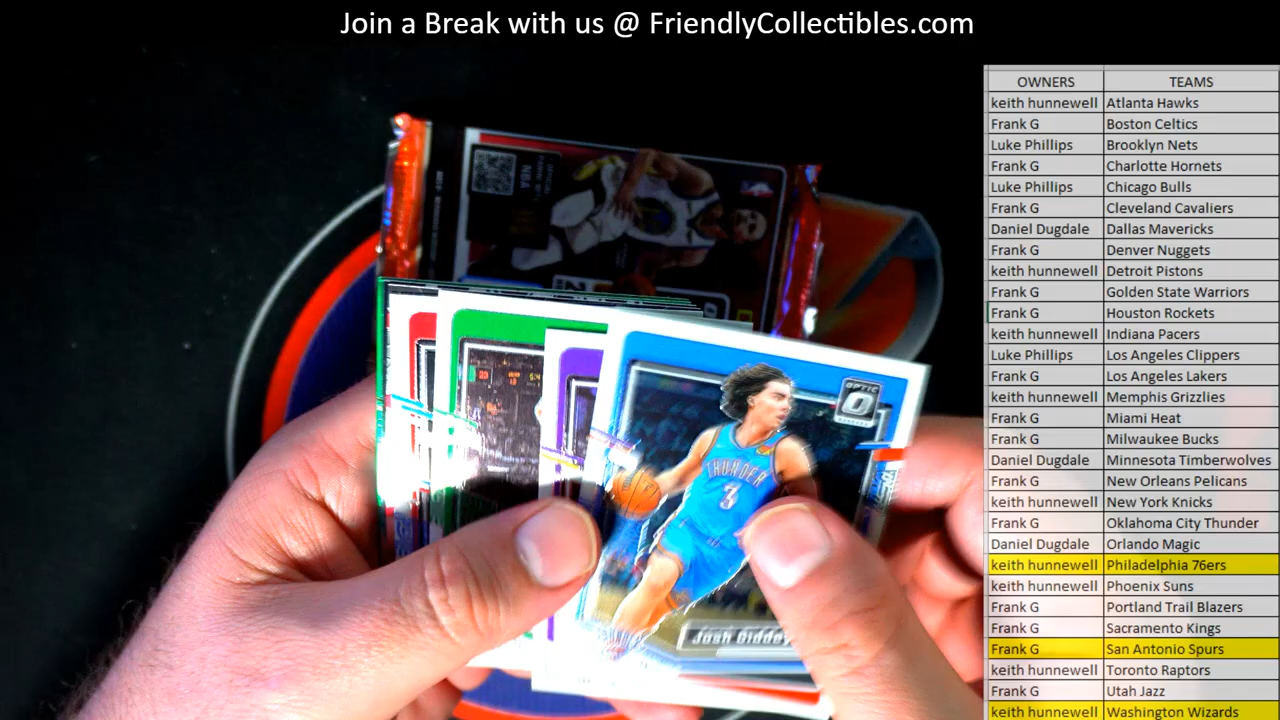 Join a Break with us @ FriendlyCollectibles.com
OWNERS TEAMS
keith hunnewell Atlanta Hawks
Frank G Boston Celtics
Luke Phillips Brooklyn Nets
Frank G Charlotte Hornets
Luke Phillips Chicago Bulls
Frank G Cleveland Cavaliers
Daniel Dugdale Dallas Mavericks
Frank G Denver Nuggets
keith hunnewell Detroit Pistons
Frank G Golden State Warriors
Frank G Houston Rockets
keith hunnewell Indiana Pacers
Luke Phillips Los Angeles Clippers
Frank G Los Angeles Lakers
keith hunnewell Memphis Grizzlies
Frank G Miami Heat
Frank G Milwaukee Bucks
Daniel Dugdale Minnesota Timberwolves
Frank G New Orleans Pelicans
keith hunnewell New York Knicks
Frank G Oklahoma City Thunder
Daniel Dugdale Orlando Magic
keith hunnewell Philadelphia 76ers
keith hunnewell Phoenix Suns
Frank G Portland Trail Blazers
Frank G Sacramento Kings
Frank G San Antonio Spurs
keith hunnewell Toronto Raptors
Frank G Utah Jazz
keith hunnewell Washington Wizards
NBA
OPTIC
THUNDER
3
Josh Giddey